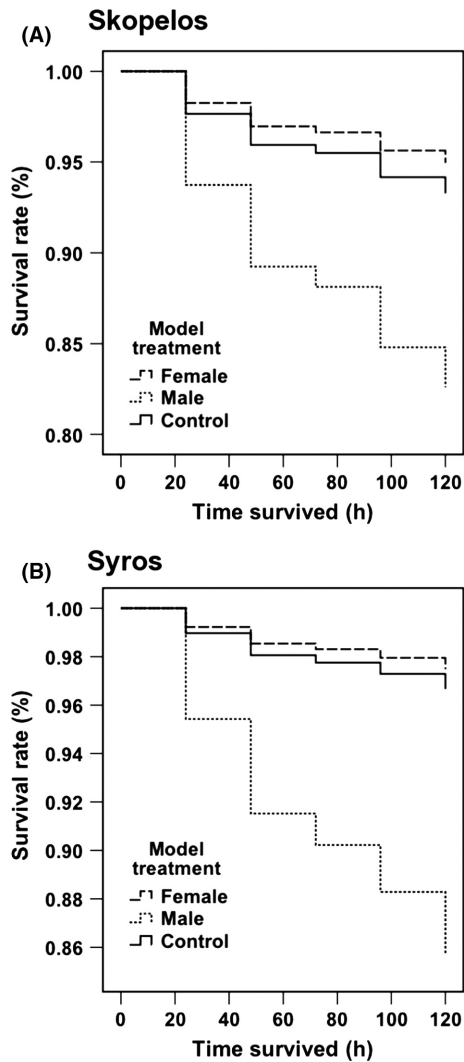 (A) Skopelos
1.00
0.95
0.90
0.85
0.80
Survival rate (%)
Model
treatment
Female
Male
Control
0 20 40 60 80 100 120
Time survived (h)
(B) Syros
1.00
0.98
0.96
0.94
0.92
0.90
0.88
0.86
Survival rate (%)
Model
treatment
Female
Male
Control
0 20 40 60 80 100 120
Time survived (h)